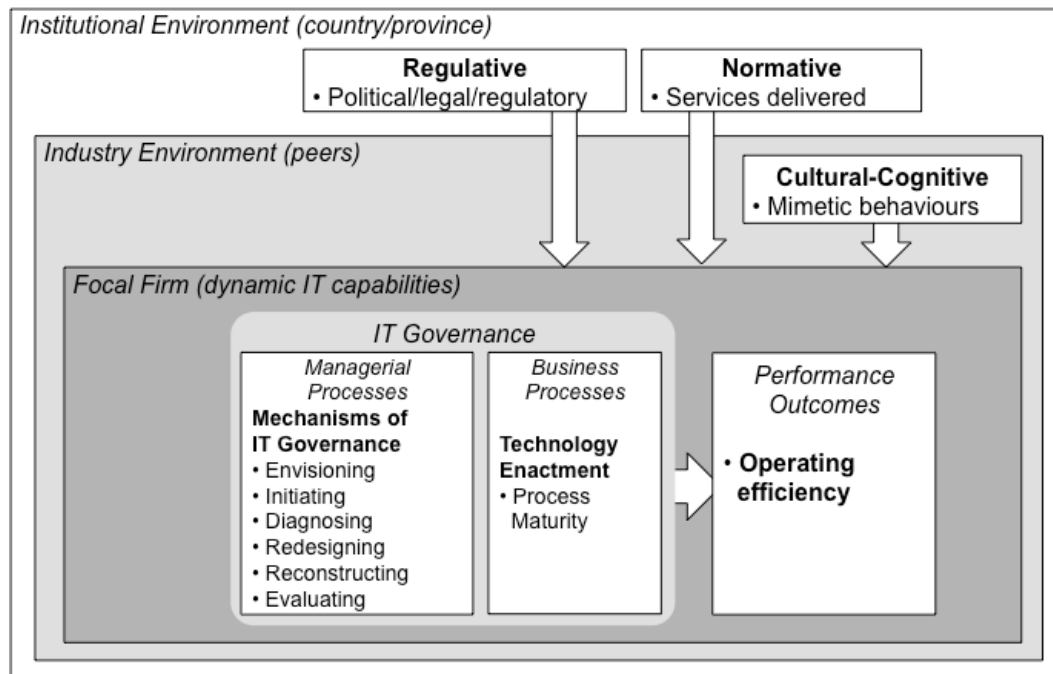 Institutional Environment (country/province)
Regulative
• Political/legal/regulatory
Normative
• Services delivered
Industry Environment (peers)
Cultural-Cognitive
• Mimetic behaviours
Focal Firm (dynamic IT capabilities)
IT Governance
Managerial
Processes
Mechanisms of
IT Governance
• Envisioning
• Initiating
• Diagnosing
• Redesigning
• Reconstructing
• Evaluating
Business
Processes
Technology
Enactment
• Process
Maturity
Performance
Outcomes
• Operating
efficiency